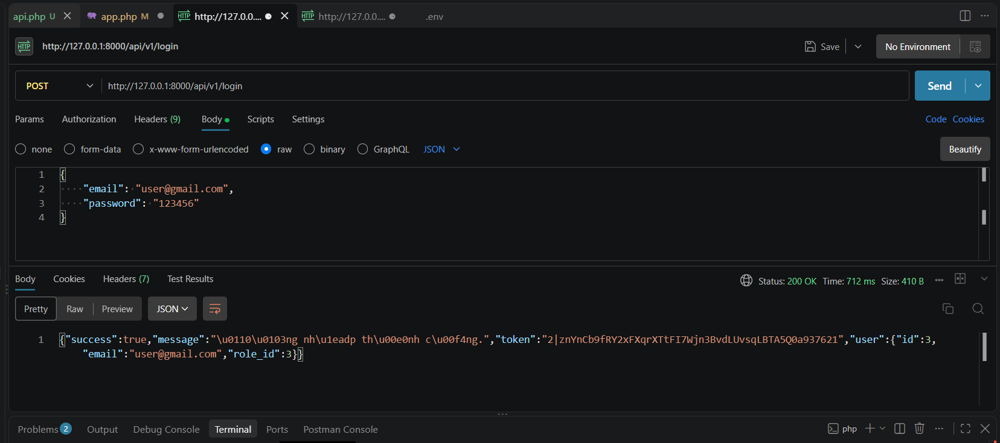 api.php U
app.php M
HTTP http://127.0.0....
HTTP http://127.0.0....
.env
HTTP http://127.0.0.1:8000/api/v1/login
Save
No Environment
POST http://127.0.0.1:8000/api/v1/login
Send
Params Authorization Headers (9) Body Scripts Settings
Code Cookies
none form-data x-www-form-urlencoded raw binary GraphQL JSON
Beautify
1 {
2 "email": "user@gmail.com",
3 "password": "123456"
4 }
Body Cookies Headers (7) Test Results
Status: 200 OK Time: 712 ms Size: 410 B
Pretty Raw Preview JSON
1 {"success":true,"message":"\u0110\u0103ng nh\u1eadp th\u00e0nh c\u00f4ng.","token":"2|znYnCb9fRY2xFXqrXTtFI7Wjn3BvdLUvsqLBTA5Q0a937621","user":{"id":3,
"email":"user@gmail.com","role_id":3}}
Problems 2 Output Debug Console Terminal Ports Postman Console
php